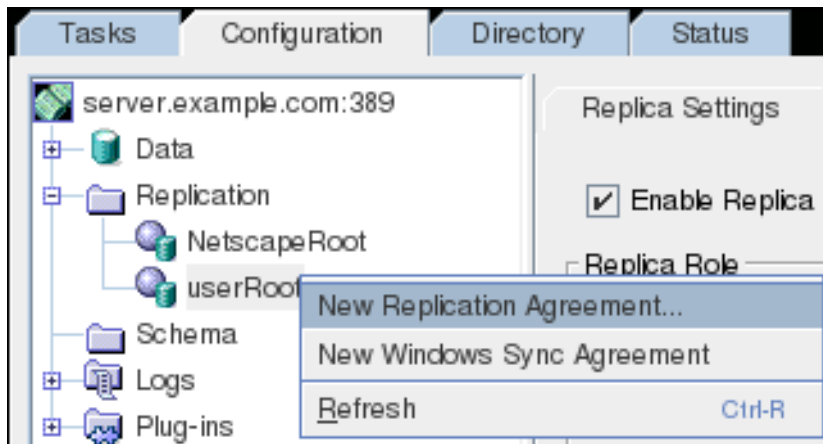 Tasks Configuration Directory Status
server.example.com:389
Replica Settings
Data
Replication
Enable Replica
NetscapeRoot
Replica Role
userRoot
New Replication Agreement...
Schema
New Windows Sync Agreement
Logs
Refresh Ctrl-R
Plug-ins